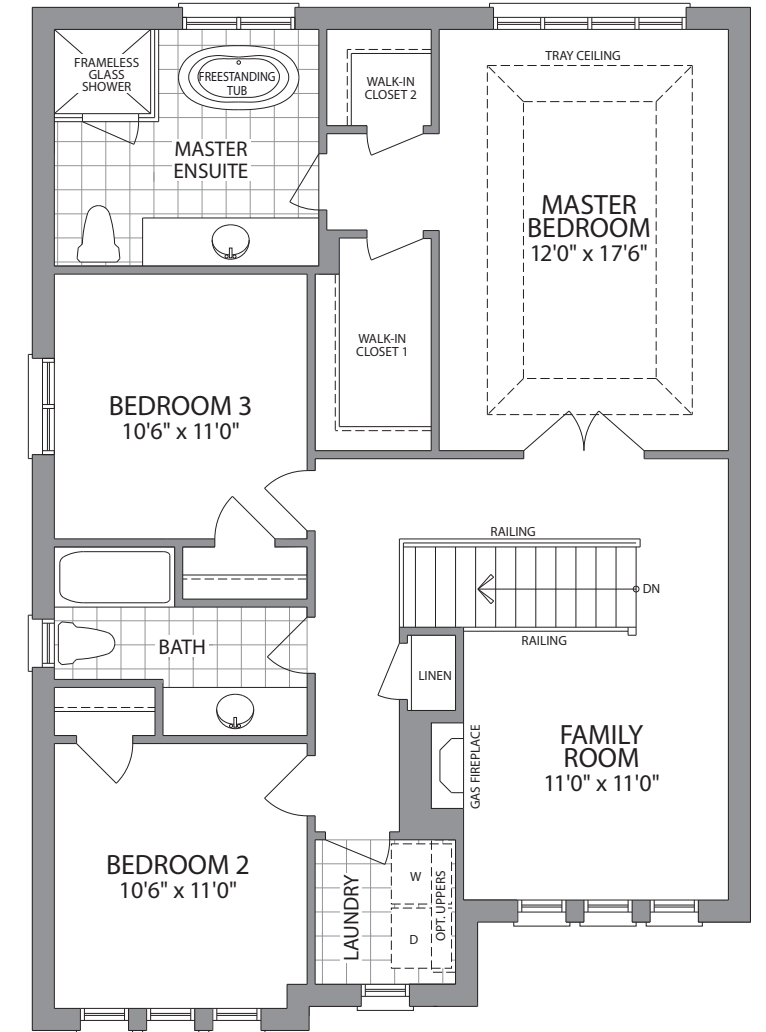 FRAMELESS
GLASS
SHOWER
FREESTANDING
TUB
MASTER
ENSUITE
WALK-IN
CLOSET 2
TRAY CEILING
MASTER
BEDROOM
12'0" x 17'6"
WALK-IN
CLOSET 1
BEDROOM 3
10'6" x 11'0"
RAILING
DN
RAILING
BATH
LINEN
GAS FIREPLACE
FAMILY
ROOM
11'0" x 11'0"
BEDROOM 2
10'6" x 11'0"
LAUNDRY
W
D
OPT. UPPERS